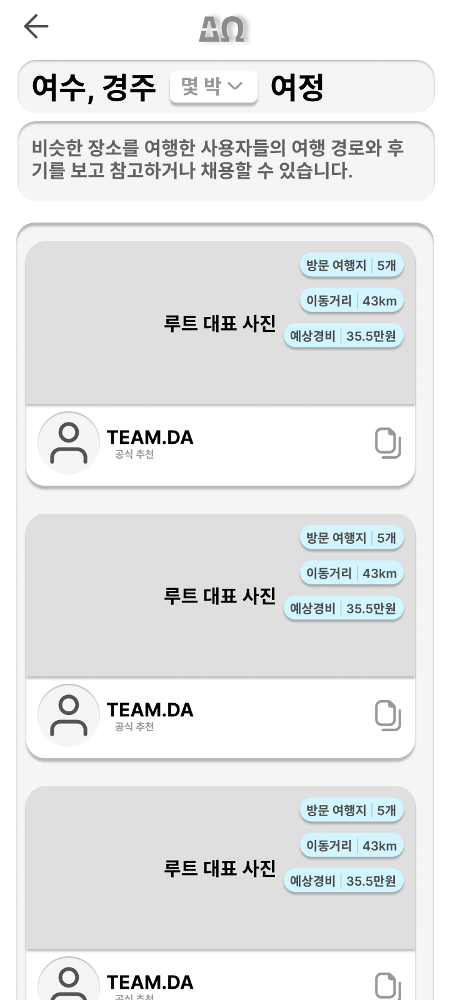 ΔΩ
여수, 경주 몇 박 여정
비슷한 장소를 여행한 사용자들의 여행 경로와 후
기를 보고 참고하거나 채용할 수 있습니다.
방문 여행지 | 5개
이동거리 | 43km
루트 대표 사진
예상경비 | 35.5만원
TEAM.DA
공식 추천
방문 여행지 | 5개
이동거리 | 43km
루트 대표 사진
예상경비 | 35.5만원
TEAM.DA
공식 추천
방문 여행지 | 5개
이동거리 | 43km
루트 대표 사진
예상경비 | 35.5만원
TEAM.DA
공식 추천